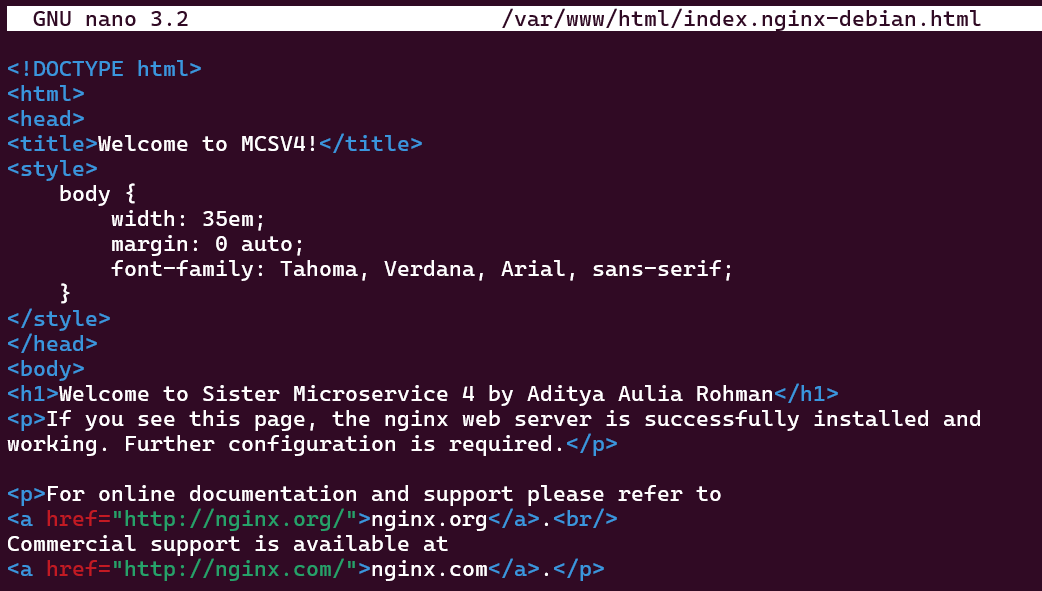 GNU nano 3.2 /var/www/html/index.nginx-debian.html
<!DOCTYPE html>
<html>
<head>
<title>Welcome to MCSV4!</title>
<style>
    body {
        width: 35em;
        margin: 0 auto;
        font-family: Tahoma, Verdana, Arial, sans-serif;
    }
</style>
</head>
<body>
<h1>Welcome to Sister Microservice 4 by Aditya Aulia Rohman</h1>
<p>If you see this page, the nginx web server is successfully installed and
working. Further configuration is required.</p>

<p>For online documentation and support please refer to
<a href="http://nginx.org/">nginx.org</a>.<br/>
Commercial support is available at
<a href="http://nginx.com/">nginx.com</a>.</p>